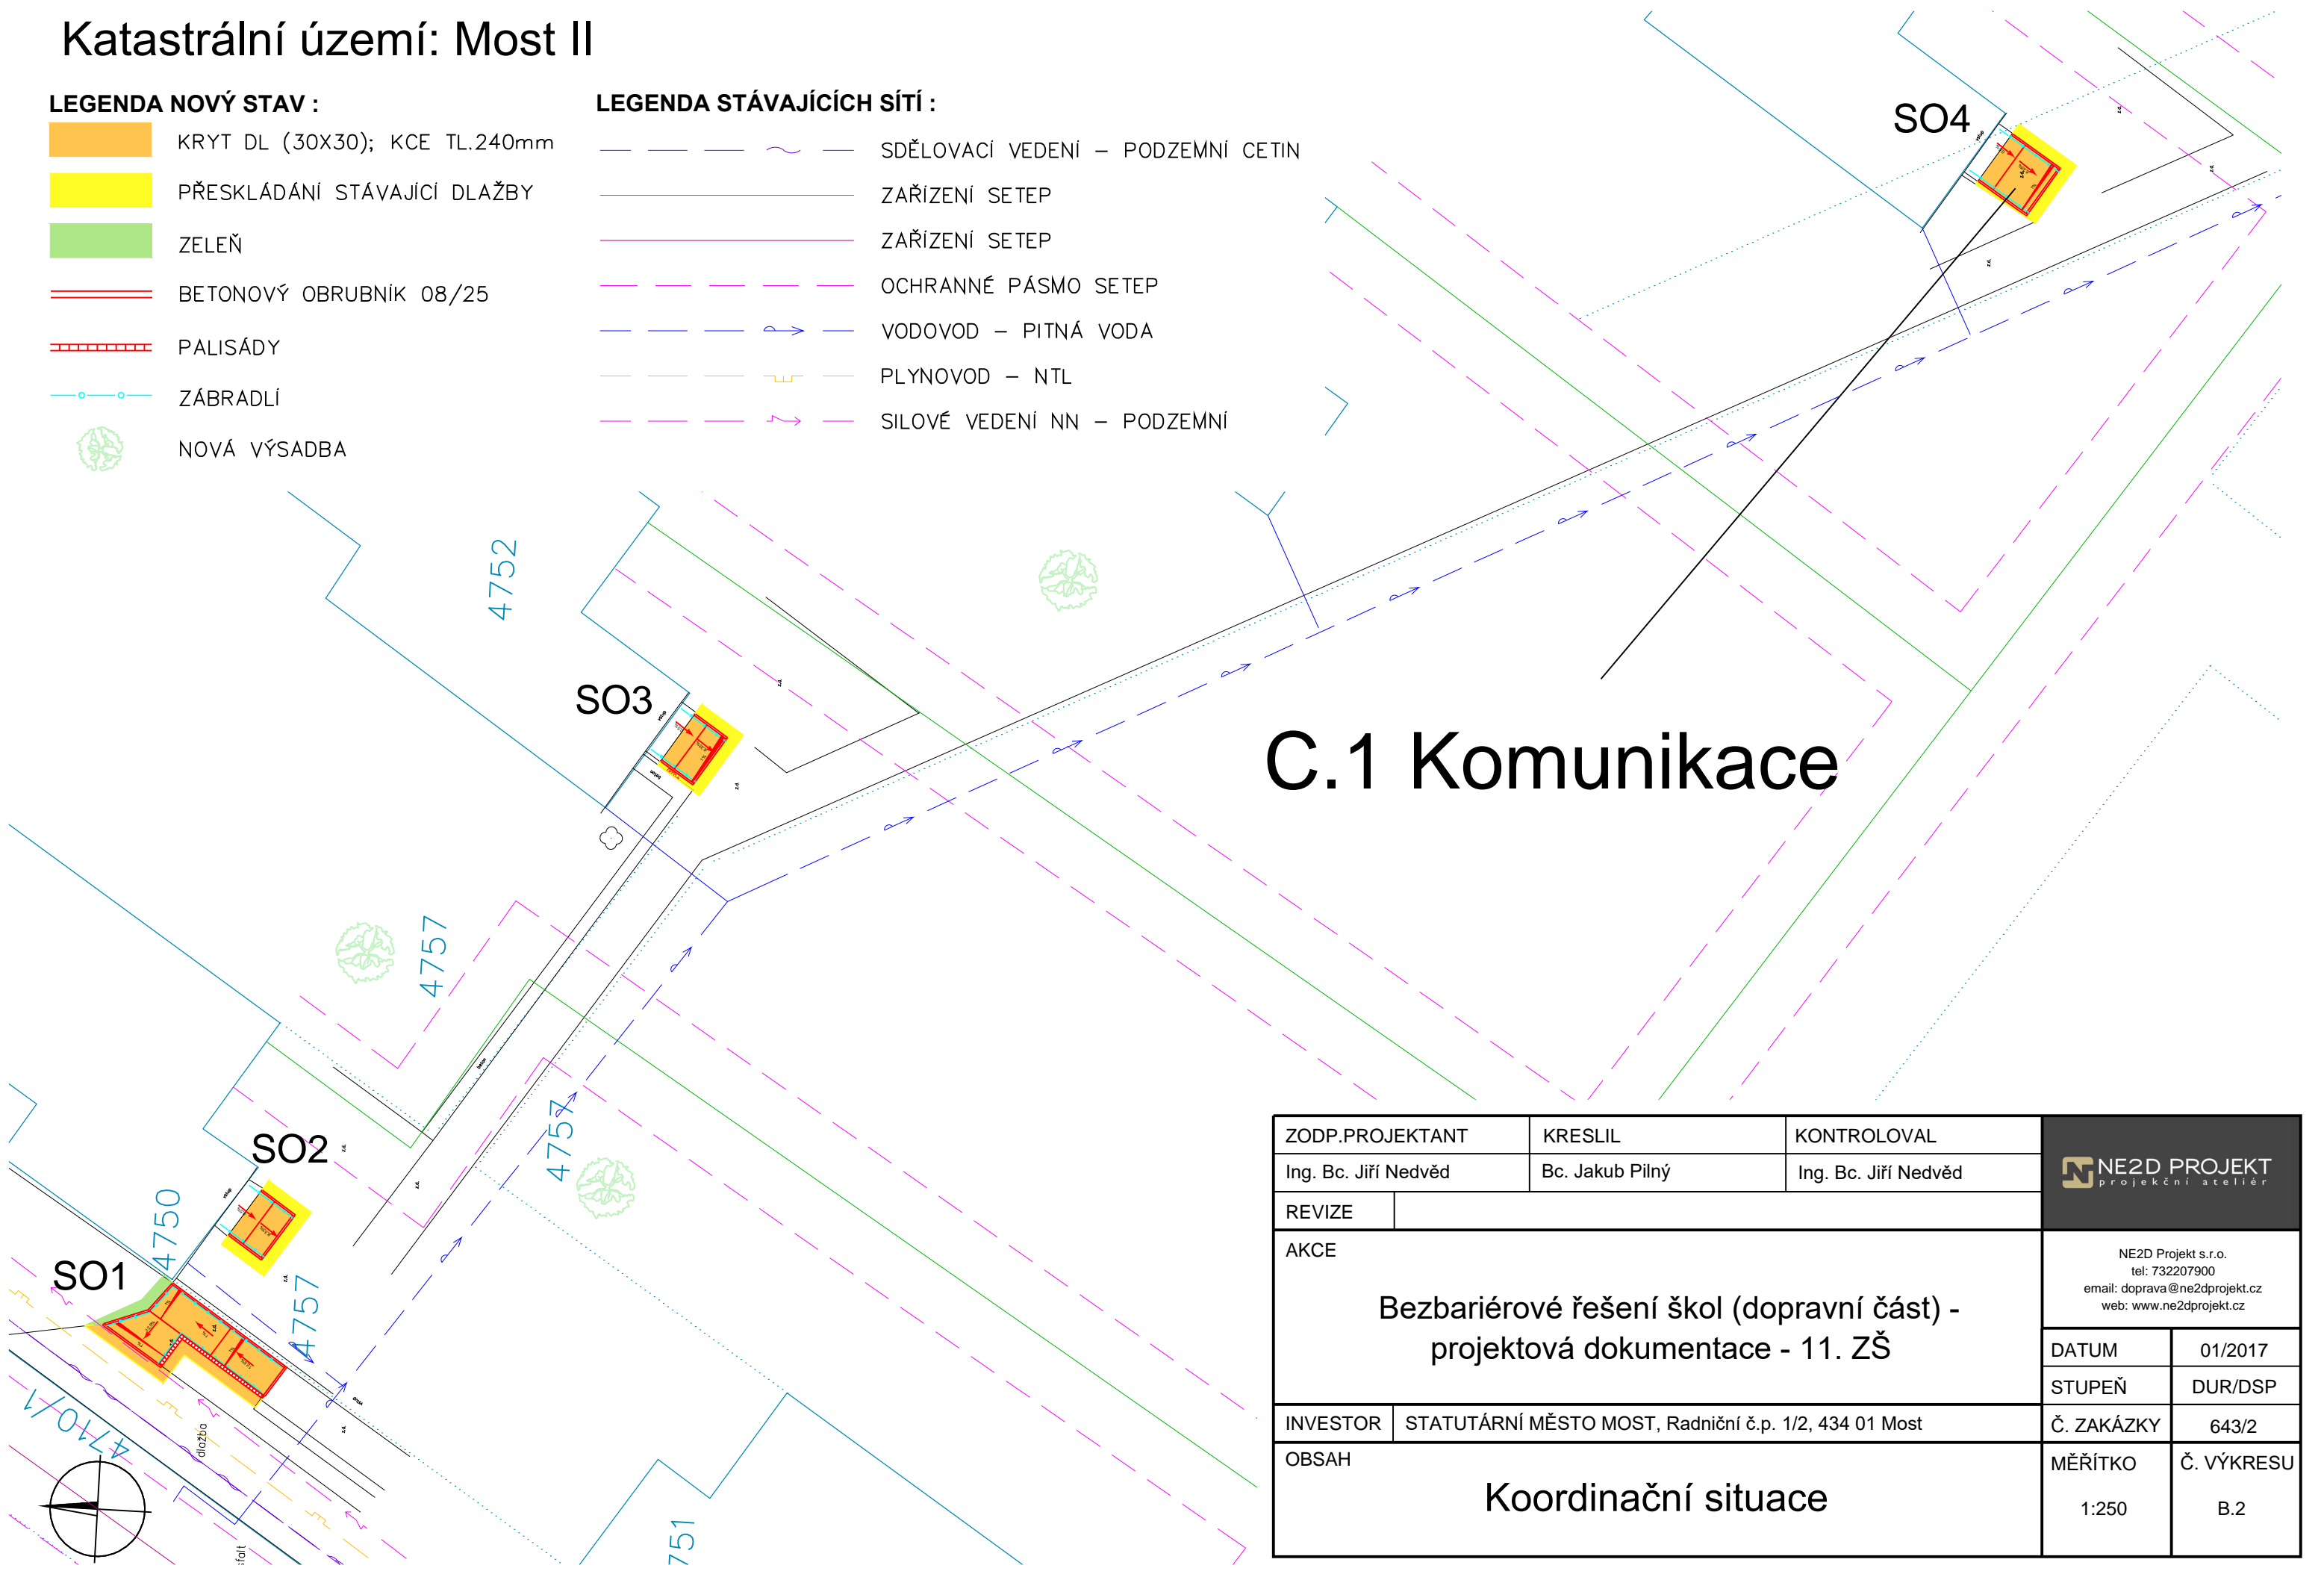 Katastrální území: Most II
LEGENDA NOVÝ STAV :
KRYT DL (30X30); KCE TL.240mm
PŘESKLÁDÁNÍ STÁVAJÍCÍ DLAŽBY
ZELEŇ
BETONOVÝ OBRUBNÍK 08/25
PALISÁDY
ZÁBRADLÍ
NOVÁ VÝSADBA
LEGENDA STÁVAJÍCÍCH SÍTÍ :
SDĚLOVACÍ VEDENÍ – PODZEMNÍ CETIN
ZAŘÍZENÍ SETEP
ZAŘÍZENÍ SETEP
OCHRANNÉ PÁSMO SETEP
VODOVOD – PITNÁ VODA
PLYNOVOD – NTL
SILOVÉ VEDENÍ NN – PODZEMNÍ
SO4
4752
SO3
vstup
beton
C.1 Komunikace
4757
beton
4757
SO2
vstup
4750
SO1
4757
vstup
4710/1
dlažba
sfalt
751
ZODP.PROJEKTANT
KRESLIL
KONTROLOVAL
Ing. Bc. Jiří Nedvěd
Bc. Jakub Pilný
Ing. Bc. Jiří Nedvěd
REVIZE
NE2D PROJEKT
projekční ateliér
AKCE
Bezbariérové řešení škol (dopravní část) -
projektová dokumentace - 11. ZŠ
NE2D Projekt s.r.o.
tel: 732207900
email: doprava@ne2dprojekt.cz
web: www.ne2dprojekt.cz
DATUM
01/2017
STUPEŇ
DUR/DSP
INVESTOR
STATUTÁRNÍ MĚSTO MOST, Radniční č.p. 1/2, 434 01 Most
Č. ZAKÁZKY
643/2
OBSAH
Koordinační situace
MĚŘÍTKO
Č. VÝKRESU
1:250
B.2